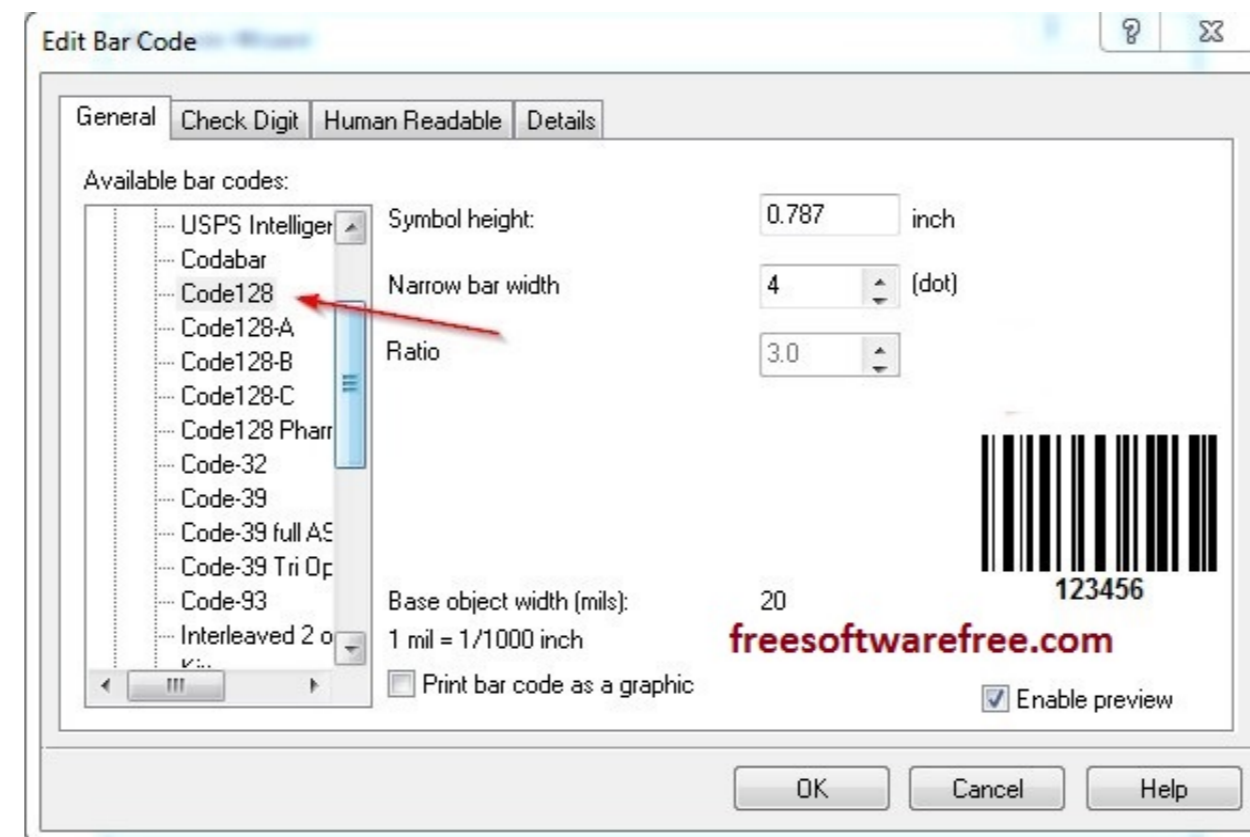 Edit Bar Code
General Check Digit Human Readable Details
Available bar codes:
USPS Intelliger
Codabar
Code128
Code128-A
Code128-B
Code128-C
Code128 Pharr
Code-32
Code-39
Code-39 full AS
Code-39 Tri Op
Code-93
Interleaved 2 o
Symbol height: 0.787 inch
Narrow bar width 4 (dot)
Ratio 3.0
123456
Base object width (mils): 20
1 mil = 1/1000 inch
freesoftwarefree.com
Print bar code as a graphic
Enable preview
OK Cancel Help